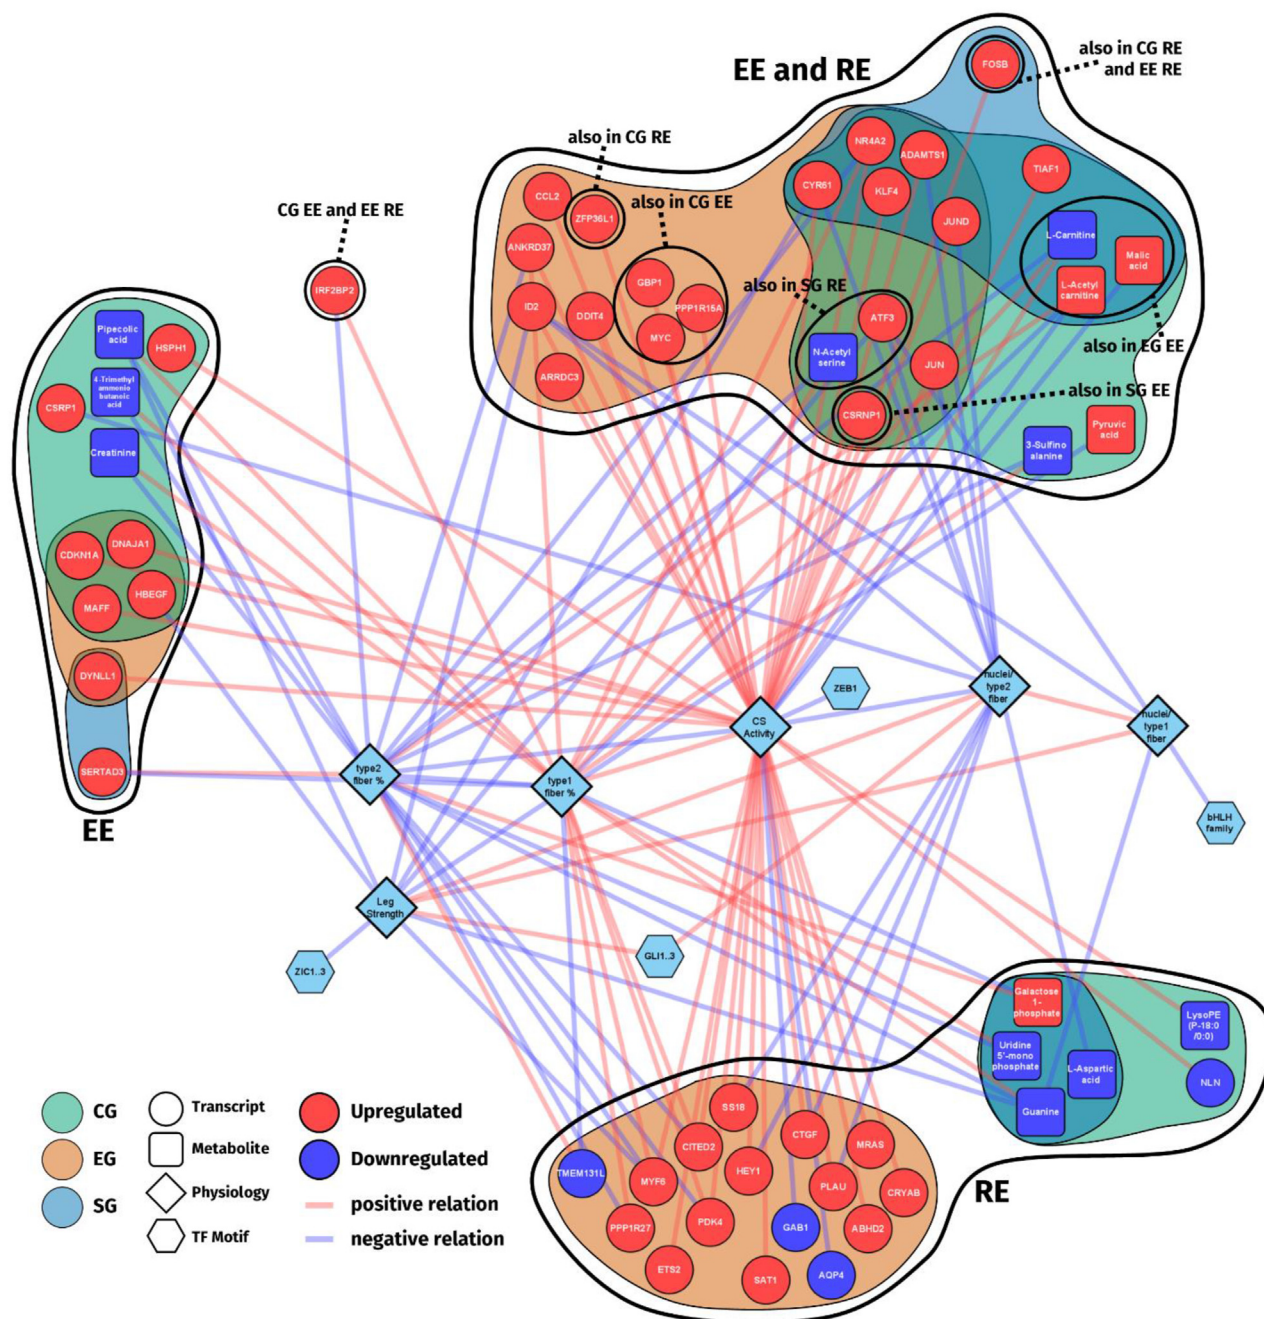 EE and RE
also in CG RE
and EE RE
FOSB
also in CG RE
NR4A2
ADAMTS1
TIAF1
CCL2
ZFP36L1
CYR61
KLF4
also in CG EE
CG EE and EE RE
JUND
L-Carnitine
Malic
acid
ANKRD37
IRF2BP2
GBP1
PPP1R15A
also in SG RE
L-Acetyl
carnitine
ID2
DDIT4
MYC
ATF3
Pipecolic
acid
HSPH1
also in EG EE
N-Acetyl
serine
JUN
ARRDC3
4-Trimethyl
ammonio
butanoic
acid
CSRP1
also in SG EE
CSRNP1
Pyruvic
acid
3-Sulfino
alanine
Creatinine
CDKN1A
DNAJA1
HBEGF
MAFF
DYNLL1
ZEB1
nuclei/
type2
fiber
CS
Activity
nuclei/
type1
fiber
SERTAD3
type2
fiber %
type1
fiber %
EE
bHLH
family
Leg
Strength
ZIC1..3
GLI1..3
Galactose
1-
phosphate
LysoPE
(P-18:0
/0:0)
Uridine
5'-mono
phosphate
L-Aspartic
acid
NLN
Guanine
RE
SS18
CITED2
CTGF
MRAS
TMEM131L
MYF6
HEY1
PLAU
CRYAB
PPP1R27
PDK4
GAB1
ABHD2
ETS2
SAT1
AQP4
CG
EG
SG
Transcript
Metabolite
Physiology
TF Motif
Upregulated
Downregulated
positive relation
negative relation